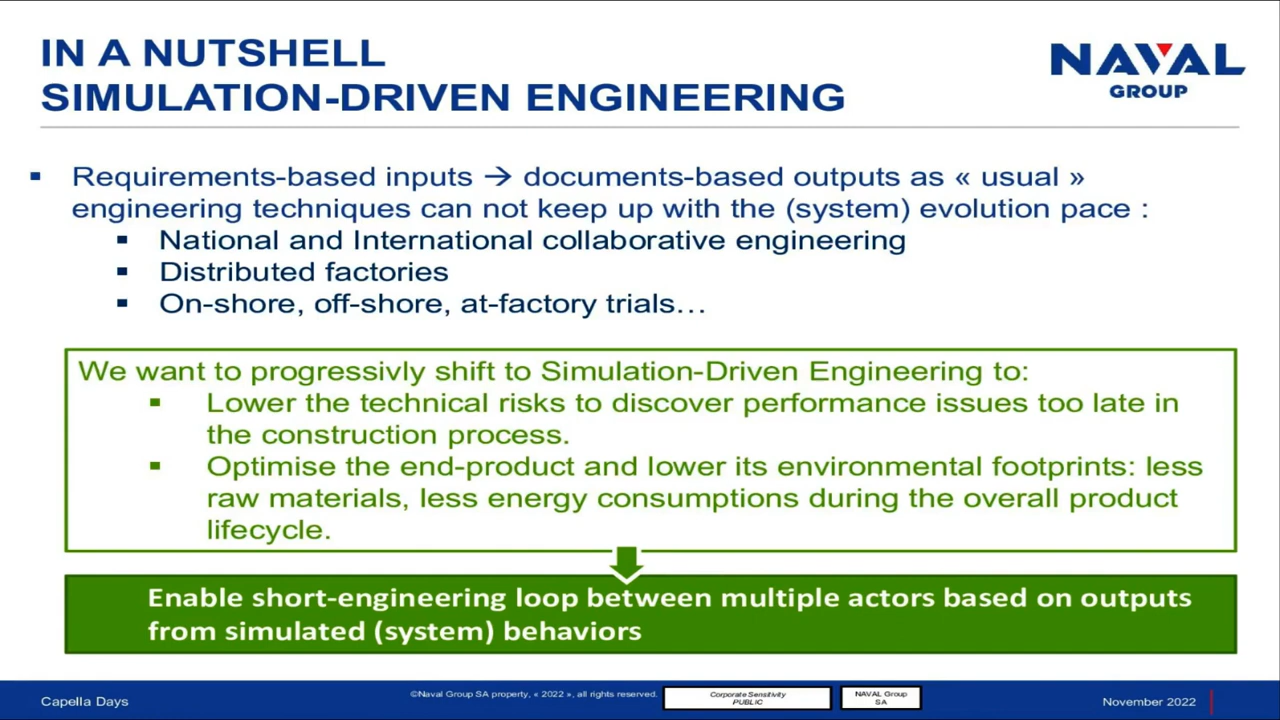 IN A NUTSHELL
SIMULATION-DRIVEN ENGINEERING
NAVAL
GROUP
▪ Requirements-based inputs → documents-based outputs as « usual »
engineering techniques can not keep up with the (system) evolution pace :
▪ National and International collaborative engineering
▪ Distributed factories
▪ On-shore, off-shore, at-factory trials…
We want to progressivly shift to Simulation-Driven Engineering to:
▪ Lower the technical risks to discover performance issues too late in
the construction process.
▪ Optimise the end-product and lower its environmental footprints: less
raw materials, less energy consumptions during the overall product
lifecycle.
Enable short-engineering loop between multiple actors based on outputs
from simulated (system) behaviors
Capella Days
©Naval Group SA property, « 2022 », all rights reserved.
Corporate Sensitivity
PUBLIC
NAVAL Group
SA
November 2022